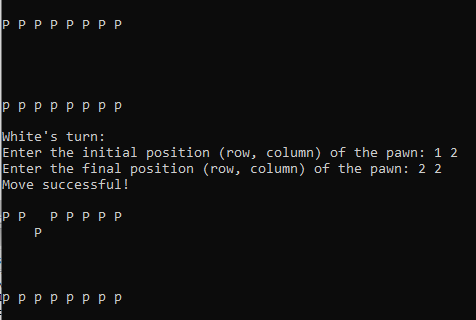 P P P P P P P P
p p p p p p p p
White's turn:
Enter the initial position (row, column) of the pawn: 1 2
Enter the final position (row, column) of the pawn: 2 2
Move successful!
P P   P P P P P
    P
p p p p p p p p